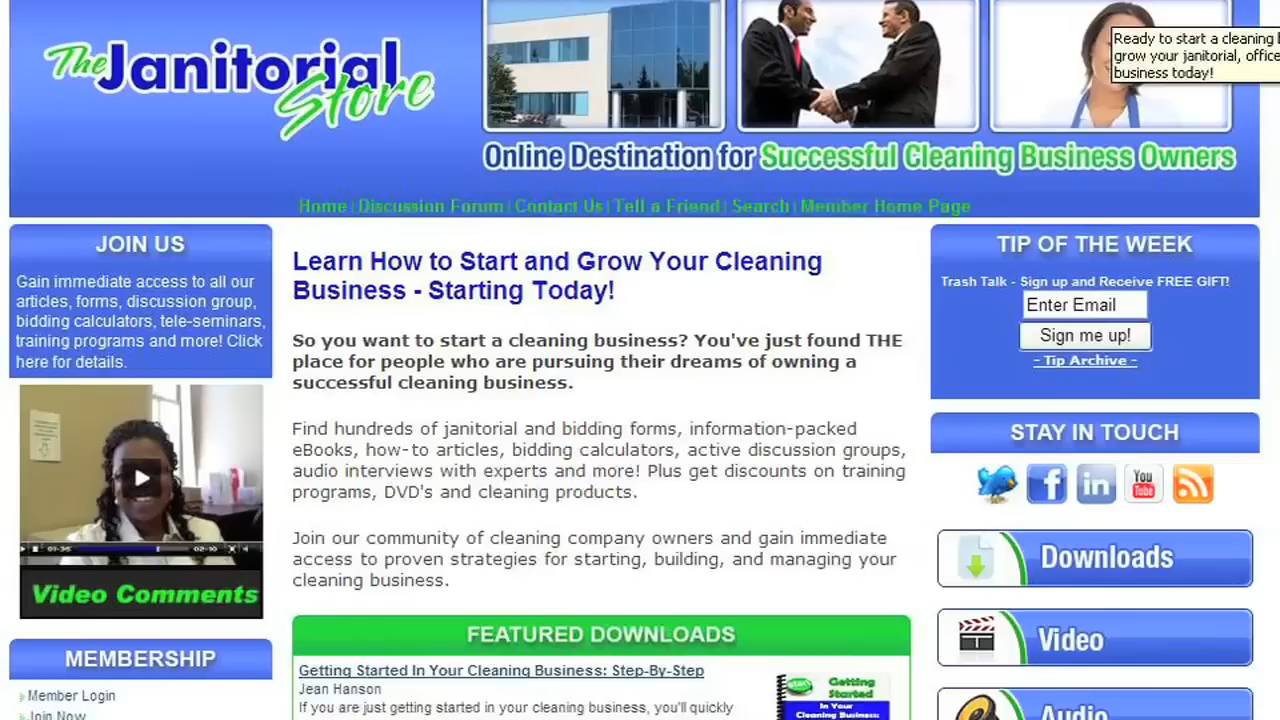 The Janitorial Store
Ready to start a cleaning
grow your janitorial, office
business today!
Online Destination for Successful Cleaning Business Owners
Home | Discussion Forum | Contact Us | Tell a Friend | Search | Member Home Page
JOIN US
Gain immediate access to all our
articles, forms, discussion group,
bidding calculators, tele-seminars,
training programs and more! Click
here for details.
01:35 02:10
Video Comments
MEMBERSHIP
Member Login
Join Now
Learn How to Start and Grow Your Cleaning
Business - Starting Today!
So you want to start a cleaning business? You've just found THE
place for people who are pursuing their dreams of owning a
successful cleaning business.
Find hundreds of janitorial and bidding forms, information-packed
eBooks, how-to articles, bidding calculators, active discussion groups,
audio interviews with experts and more! Plus get discounts on training
programs, DVD's and cleaning products.
Join our community of cleaning company owners and gain immediate
access to proven strategies for starting, building, and managing your
cleaning business.
FEATURED DOWNLOADS
Getting Started In Your Cleaning Business: Step-By-Step
Jean Hanson
If you are just getting started in your cleaning business, you'll quickly
Getting
Started
In Your
Cleaning Business:
TIP OF THE WEEK
Trash Talk - Sign up and Receive FREE GIFT!
Enter Email
Sign me up!
- Tip Archive -
STAY IN TOUCH
f in You Tube
Downloads
Video
Audio